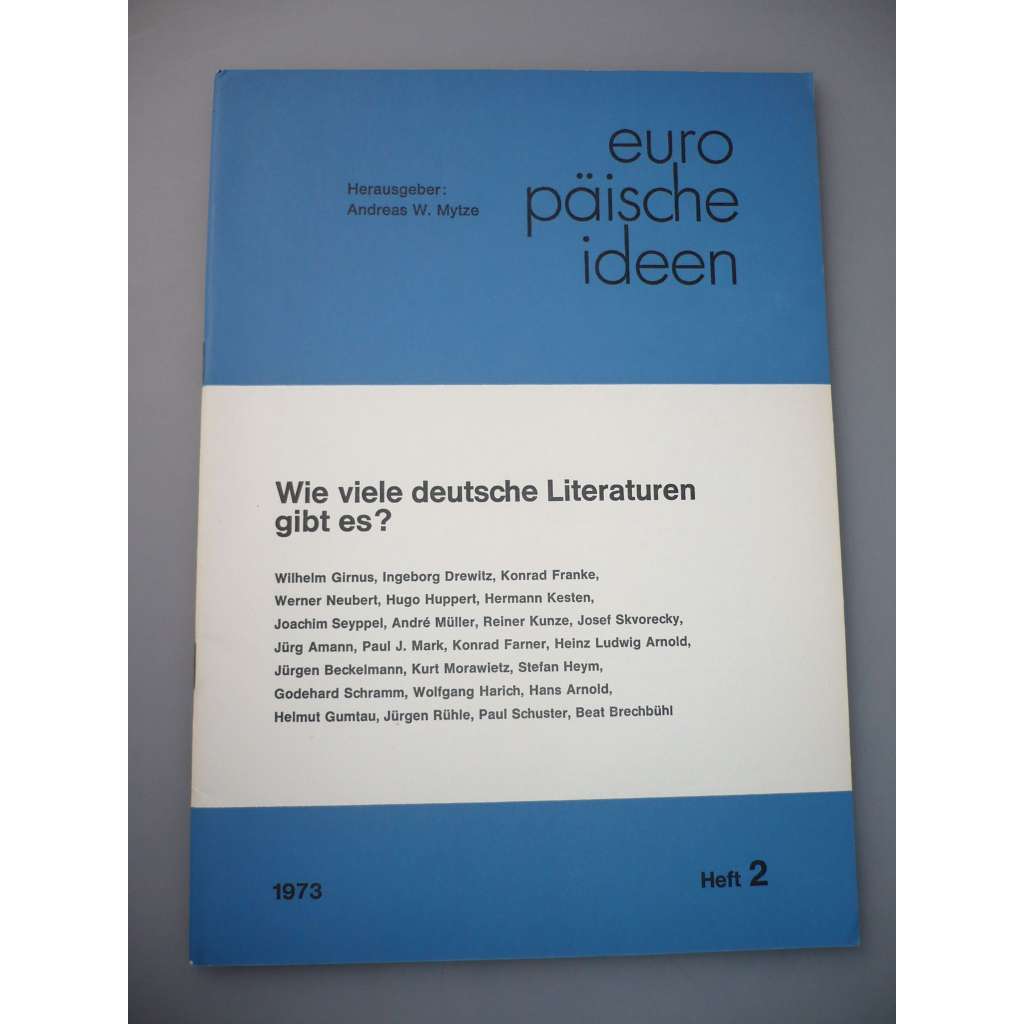 euro
päische
ideen
Herausgeber:
Andreas W. Mytze
Wie viele deutsche Literaturen
gibt es?
Wilhelm Girnus, Ingeborg Drewitz, Konrad Franke,
Werner Neubert, Hugo Huppert, Hermann Kesten,
Joachim Seyppel, André Müller, Reiner Kunze, Josef Skvorecky,
Jürg Amann, Paul J. Mark, Konrad Farner, Heinz Ludwig Arnold,
Jürgen Beckelmann, Kurt Morawietz, Stefan Heym,
Godehard Schramm, Wolfgang Harich, Hans Arnold,
Helmut Gumtau, Jürgen Rühle, Paul Schuster, Beat Brechbühl
1973
Heft 2